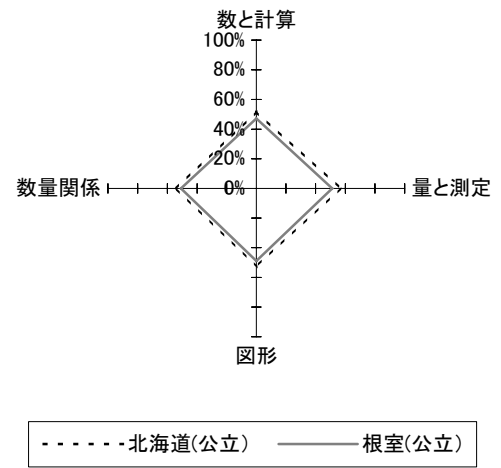 数と計算
100%
80%
60%
40%
20%
0%
数量関係
量と測定
図形
北海道(公立)
根室(公立)